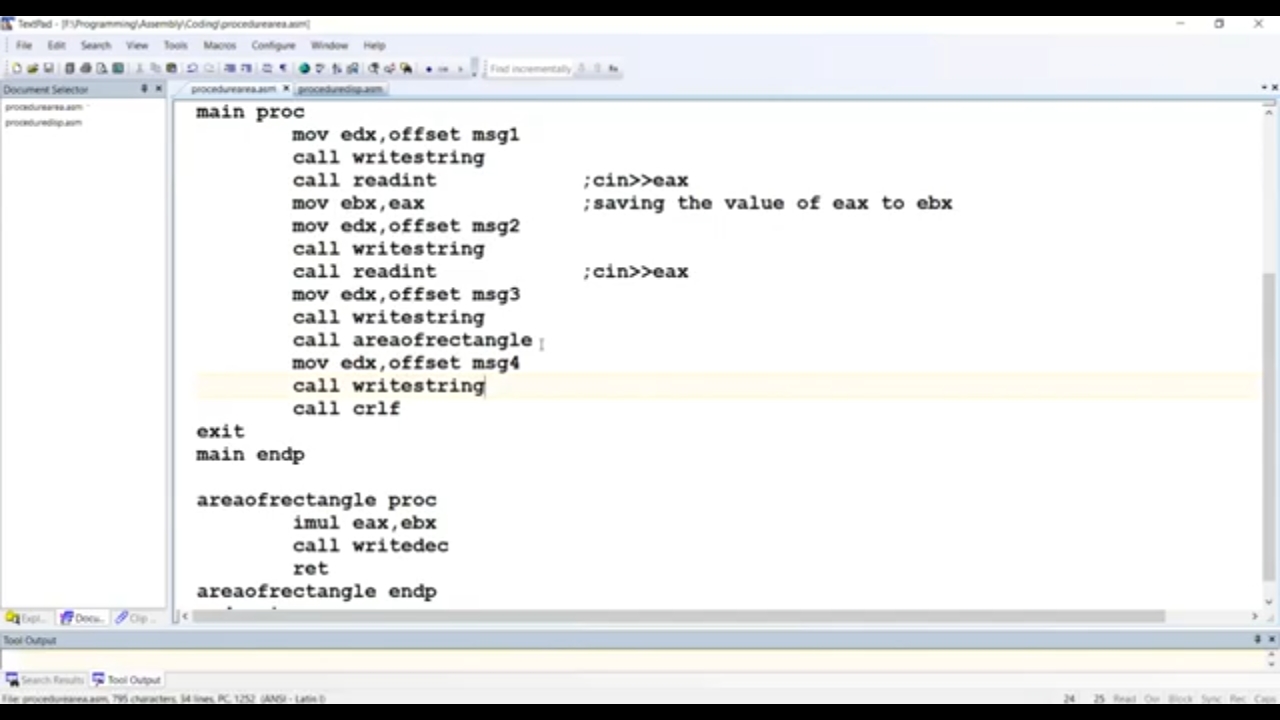 TextPad - [F:\Programming\Assembly\Coding\procedurearea.asm]
File Edit Search View Tools Macros Configure Window Help
Find incrementally
Document Selector
procedurearea.asm proceduredisp.asm
procedurearea.asm
proceduredisp.asm
main proc
mov edx,offset msg1
call writestring
call readint ;cin>>eax
mov ebx,eax ;saving the value of eax to ebx
mov edx,offset msg2
call writestring
call readint ;cin>>eax
mov edx,offset msg3
call writestring
call areaofrectangle
mov edx,offset msg4
call writestring
call crlf
exit
main endp
areaofrectangle proc
imul eax,ebx
call writedec
ret
areaofrectangle endp
Expl... Docu... Clip...
Tool Output
Search Results Tool Output
File: procedurearea.asm, 795 characters, 34 lines, PC, 1252 (ANSI - Latin I) 24 25 Read Ovr Block Sync Rec Caps